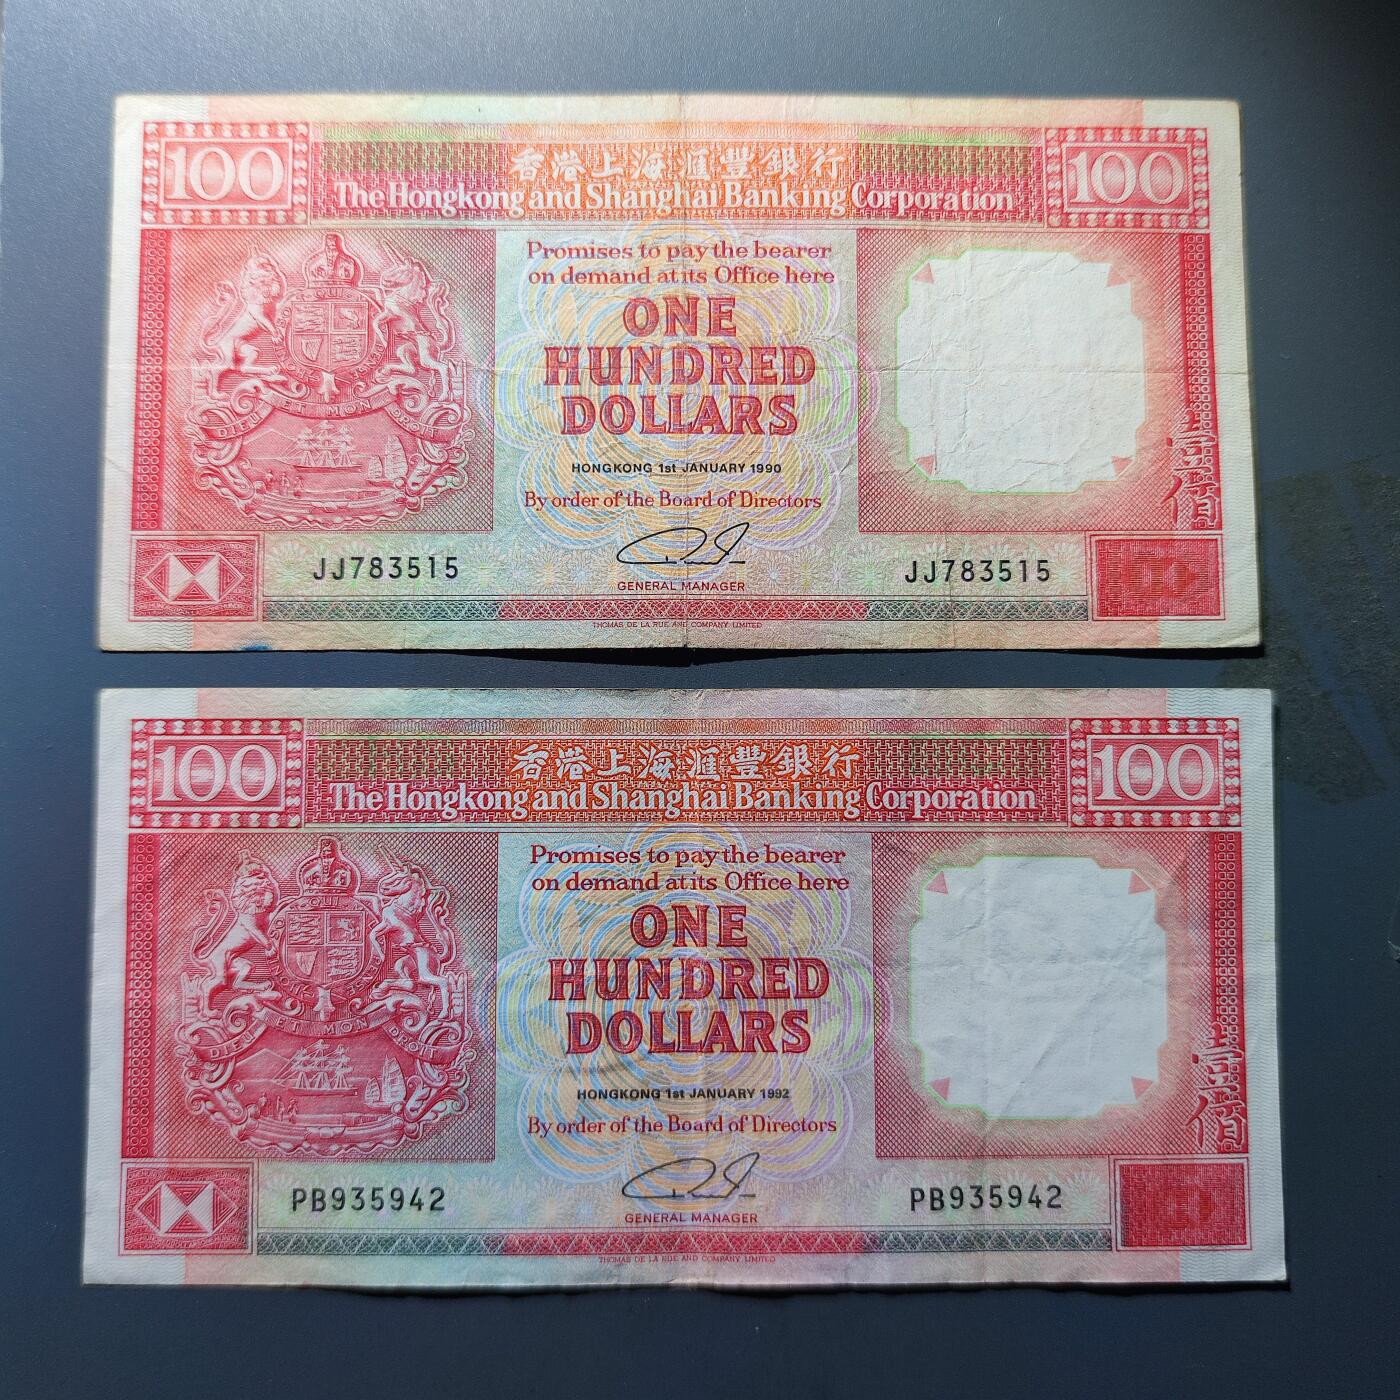 100
香港上海滙豐銀行
100
The Hongkong and Shanghai Banking Corporation
Promises to pay the bearer
on demand at its Office here
ONE
HUNDRED
DOLLARS
DIEU ET MON DROIT
HONGKONG 1st JANUARY 1990
By order of the Board of Directors
JJ783515
JJ783515
GENERAL MANAGER
THOMAS DE LA RUE AND COMPANY LIMITED
100
香港上海滙豐銀行
100
The Hongkong and Shanghai Banking Corporation
Promises to pay the bearer
on demand at its Office here
ONE
HUNDRED
DOLLARS
DIEU ET MON DROIT
HONGKONG 1st JANUARY 1992
By order of the Board of Directors
PB935942
PB935942
GENERAL MANAGER
THOMAS DE LA RUE AND COMPANY LIMITED